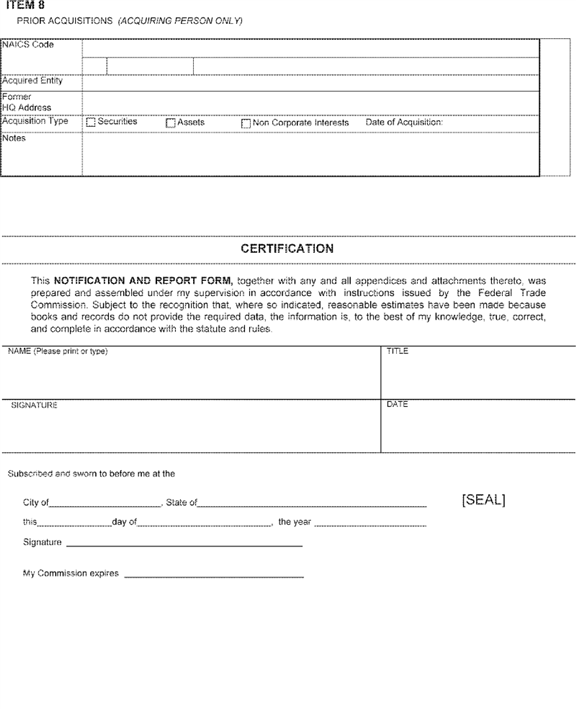 ITEM 8
PRIOR ACQUISITIONS (ACQUIRING PERSON ONLY)
NAICS Code
Acquired Entity
Former
HQ Address
Acquisition Type Securities Assets Non Corporate Interests Date of Acquisition:
Notes
CERTIFICATION
This NOTIFICATION AND REPORT FORM, together with any and all appendices and attachments thereto, was
prepared and assembled under my supervision in accordance with instructions issued by the Federal Trade
Commission. Subject to the recognition that, where so indicated, reasonable estimates have been made because
books and records do not provide the required data, the information is, to the best of my knowledge, true, correct,
and complete in accordance with the statute and rules.
NAME (Please print or type) TITLE
SIGNATURE DATE
Subscribed and sworn to before me at the
City of , State of [SEAL]
this day of , the year
Signature
My Commission expires